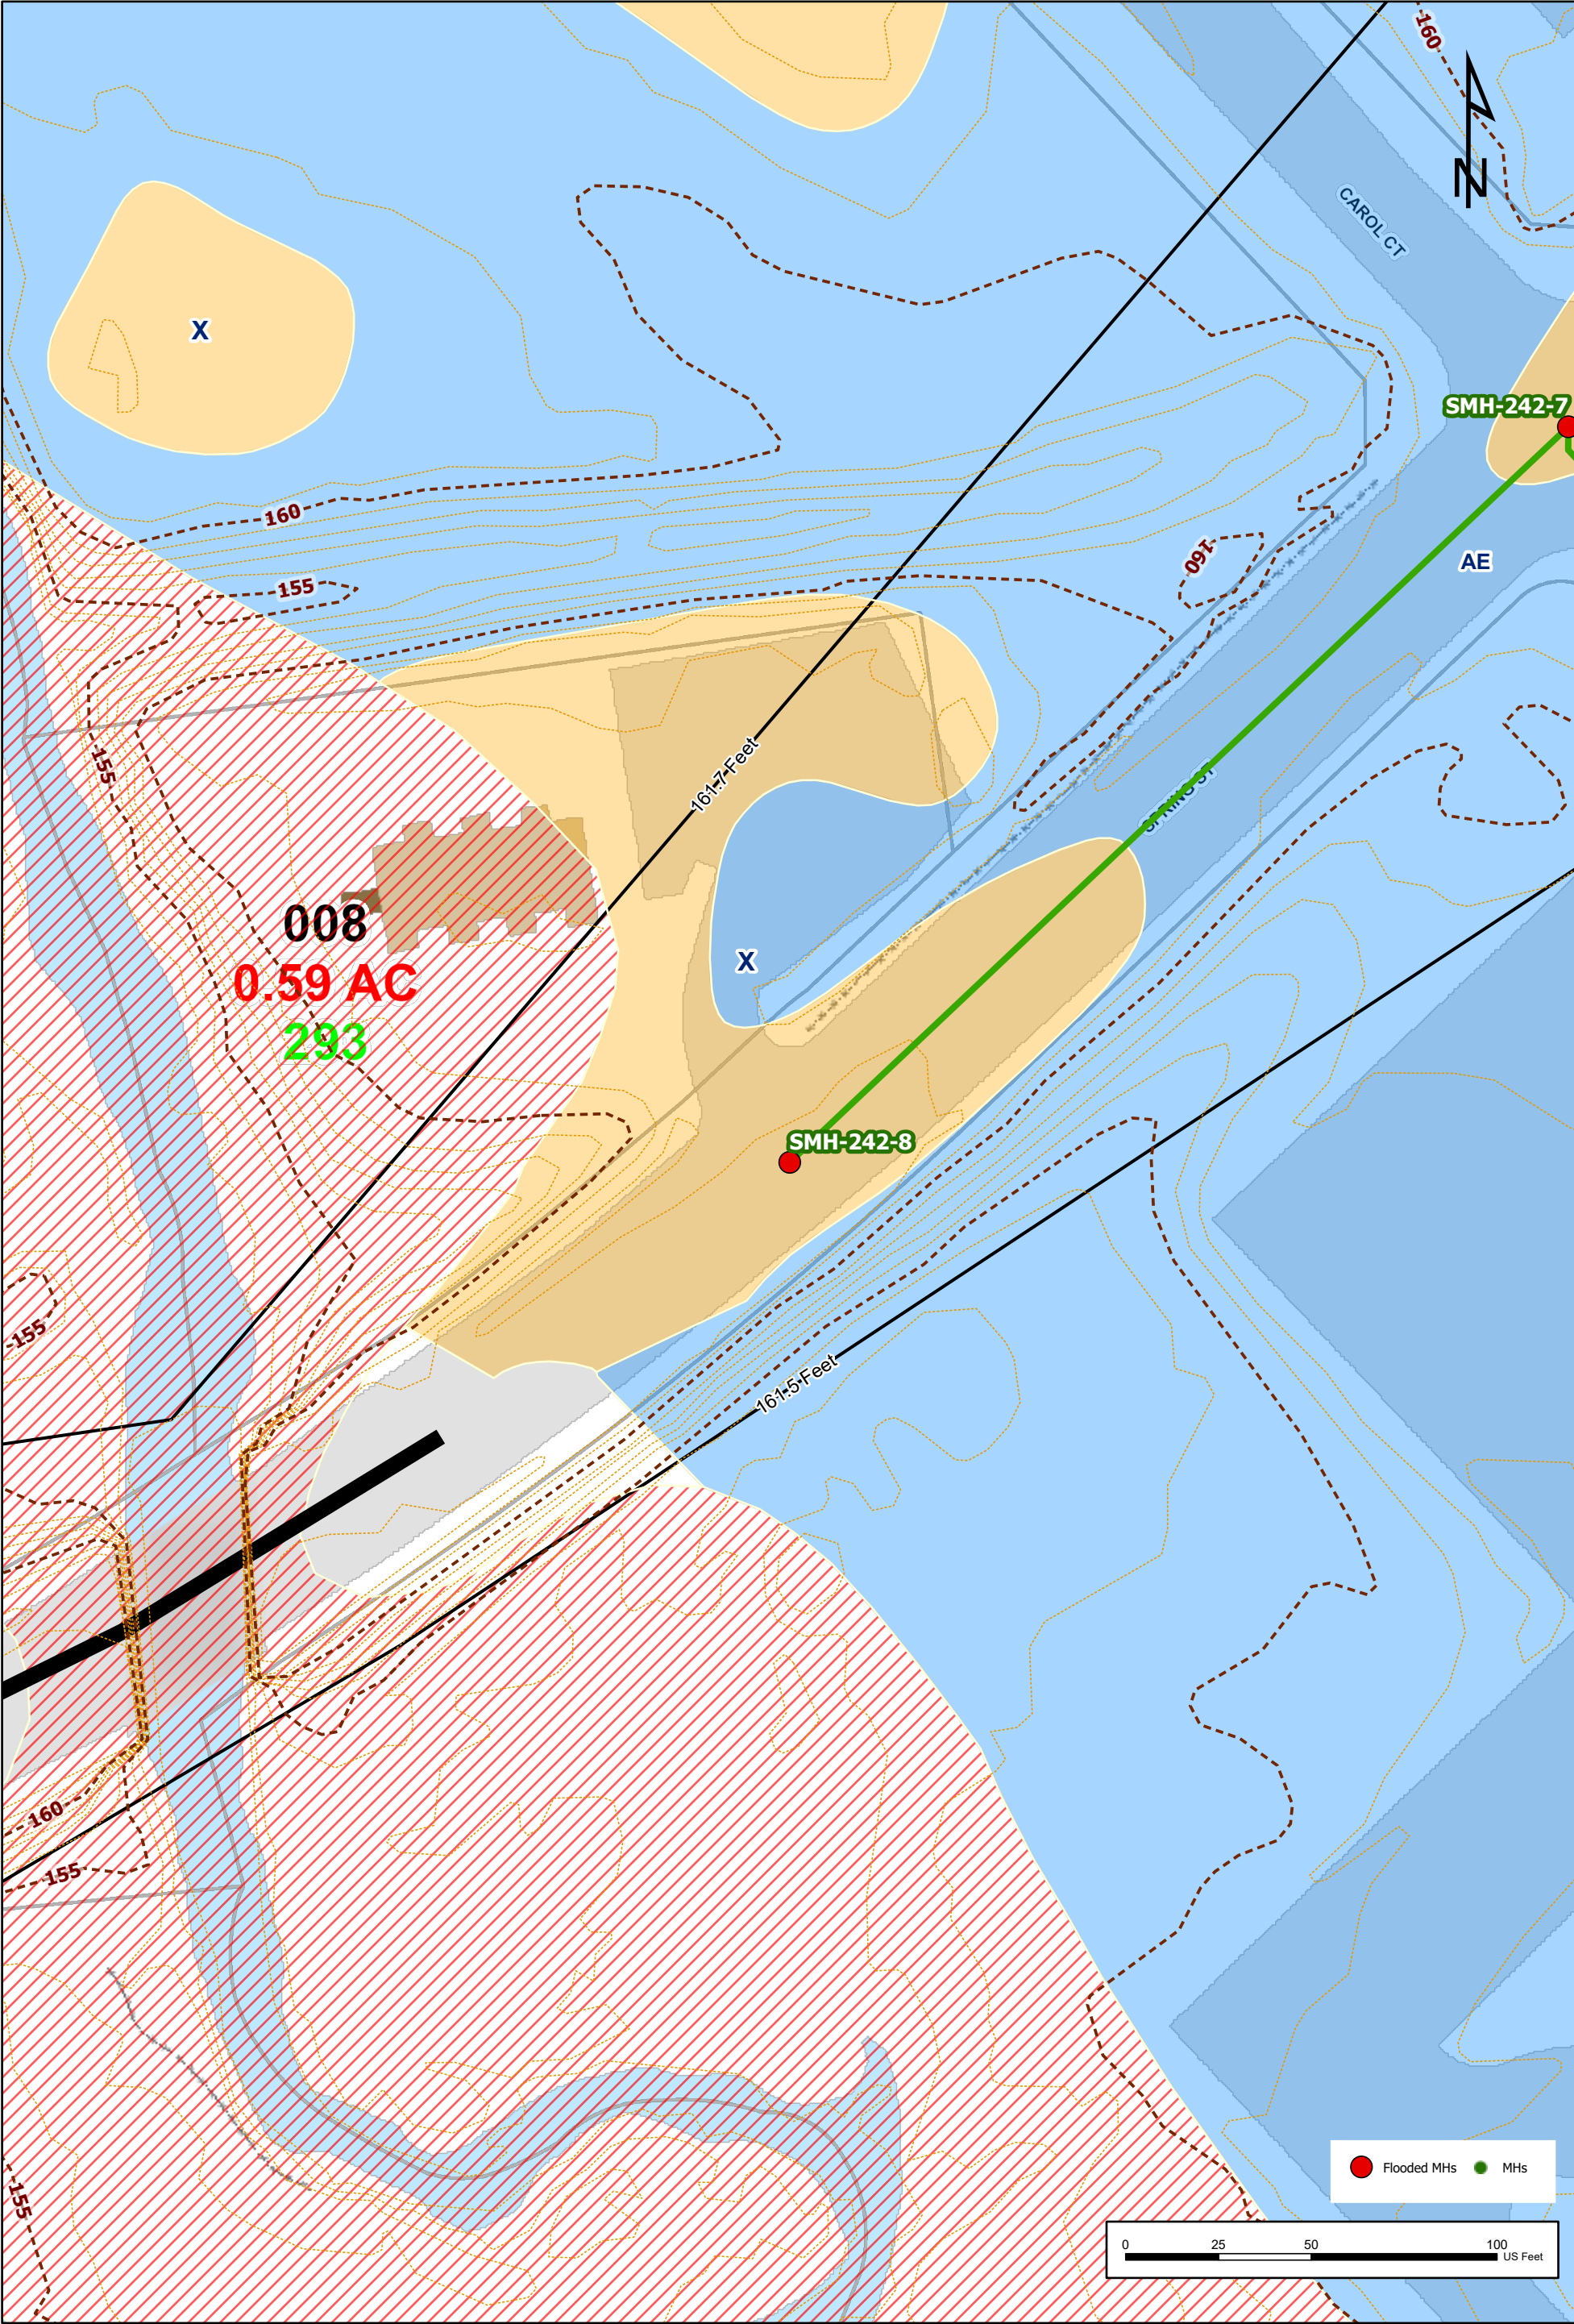 160
N
CAROL CT
X
SMH-242-7
160
160
AE
155
155
161.7 Feet
SPRING ST
008
0.59 AC
293
X
SMH-242-8
155
161.5 Feet
160
155
155
Flooded MHs
MHs
0
25
50
100
US Feet